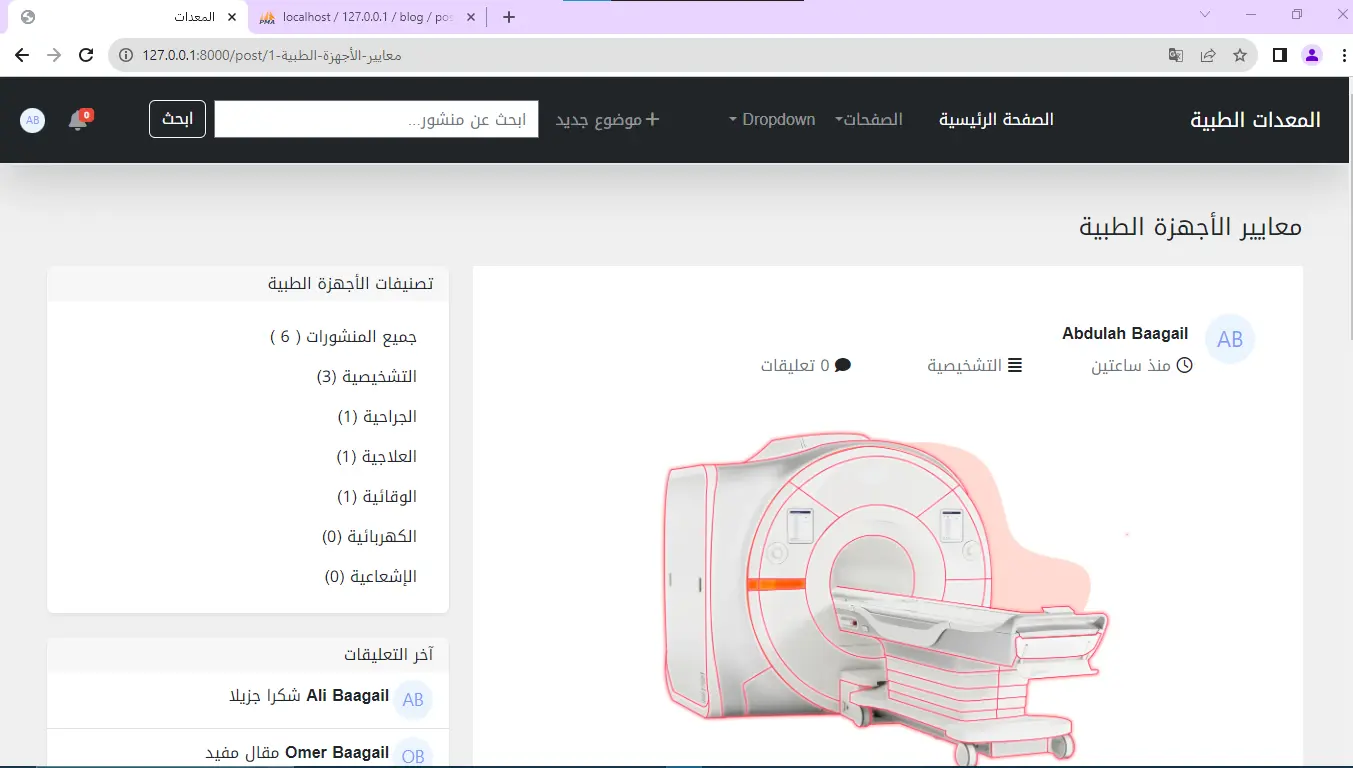 المعدات
localhost / 127.0.0.1 / blog / pos
127.0.0.1:8000/post/1-معايير-الأجهزة-الطبية
المعدات الطبية
الصفحة الرئيسية
الصفحات
Dropdown
موضوع جديد
ابحث عن منشور...
ابحث
0
AB
معايير الأجهزة الطبية
AB
Abdulah Baagail
منذ ساعتين
التشخيصية
0 تعليقات
تصنيفات الأجهزة الطبية
جميع المنشورات ( 6 )
التشخيصية (3)
الجراحية (1)
العلاجية (1)
الوقائية (1)
الكهربائية (0)
الإشعاعية (0)
آخر التعليقات
AB
Ali Baagail شكرا جزيلا
OB
Omer Baagail مقال مفيد